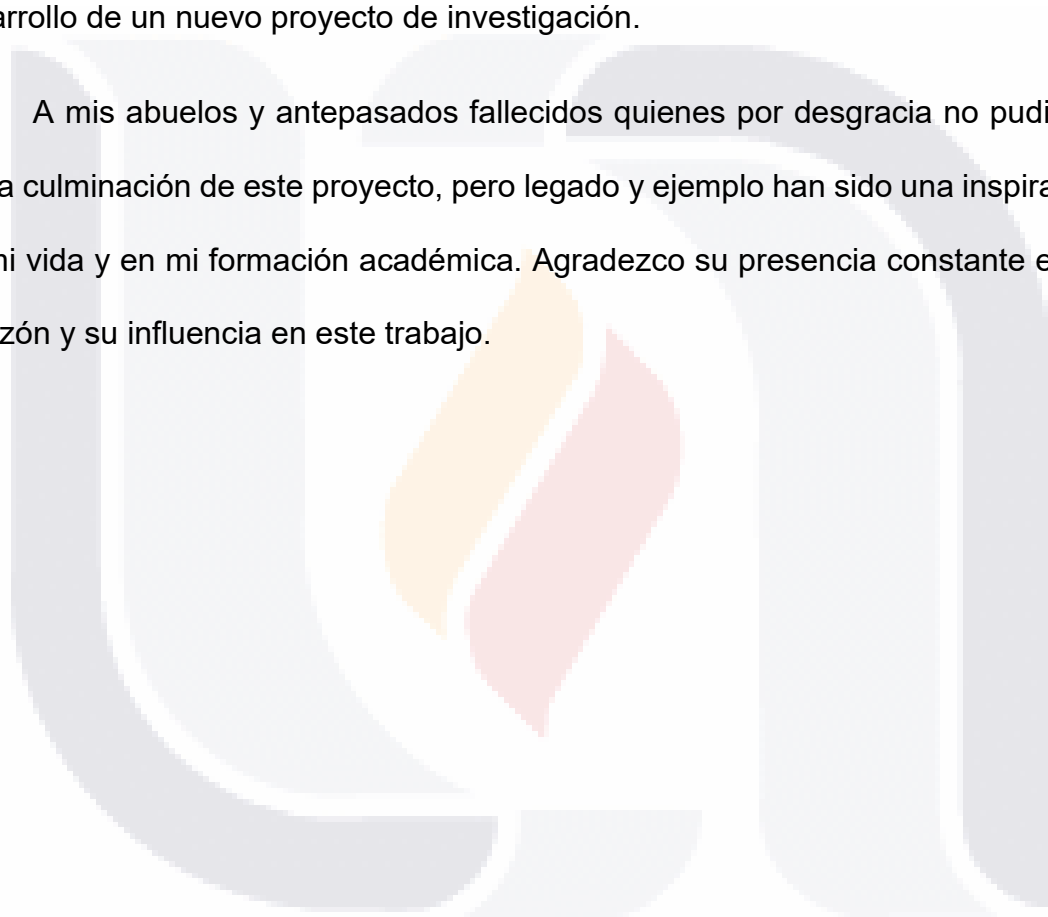 arrollo de un nuevo proyecto de investigación.
A mis abuelos y antepasados fallecidos quienes por desgracia no pudi
a culminación de este proyecto, pero legado y ejemplo han sido una inspira
mi vida y en mi formación académica. Agradezco su presencia constante e
zón y su influencia en este trabajo.